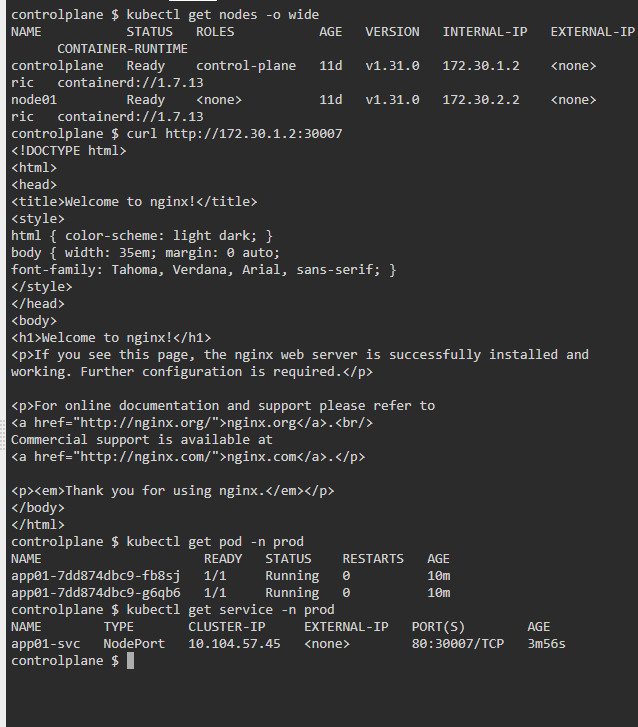 controlplane $ kubectl get nodes -o wide
NAME           STATUS   ROLES           AGE   VERSION   INTERNAL-IP   EXTERNAL-IP
      CONTAINER-RUNTIME
controlplane   Ready    control-plane   11d   v1.31.0   172.30.1.2    <none>
ric   containerd://1.7.13
node01         Ready    <none>          11d   v1.31.0   172.30.2.2    <none>
ric   containerd://1.7.13
controlplane $ curl http://172.30.1.2:30007
<!DOCTYPE html>
<html>
<head>
<title>Welcome to nginx!</title>
<style>
html { color-scheme: light dark; }
body { width: 35em; margin: 0 auto;
font-family: Tahoma, Verdana, Arial, sans-serif; }
</style>
</head>
<body>
<h1>Welcome to nginx!</h1>
<p>If you see this page, the nginx web server is successfully installed and
working. Further configuration is required.</p>

<p>For online documentation and support please refer to
<a href="http://nginx.org/">nginx.org</a>.<br/>
Commercial support is available at
<a href="http://nginx.com/">nginx.com</a>.</p>

<p><em>Thank you for using nginx.</em></p>
</body>
</html>
controlplane $ kubectl get pod -n prod
NAME                     READY   STATUS    RESTARTS   AGE
app01-7dd874dbc9-fb8sj   1/1     Running   0          10m
app01-7dd874dbc9-g6qb6   1/1     Running   0          10m
controlplane $ kubectl get service -n prod
NAME        TYPE       CLUSTER-IP     EXTERNAL-IP   PORT(S)        AGE
app01-svc   NodePort   10.104.57.45   <none>        80:30007/TCP   3m56s
controlplane $